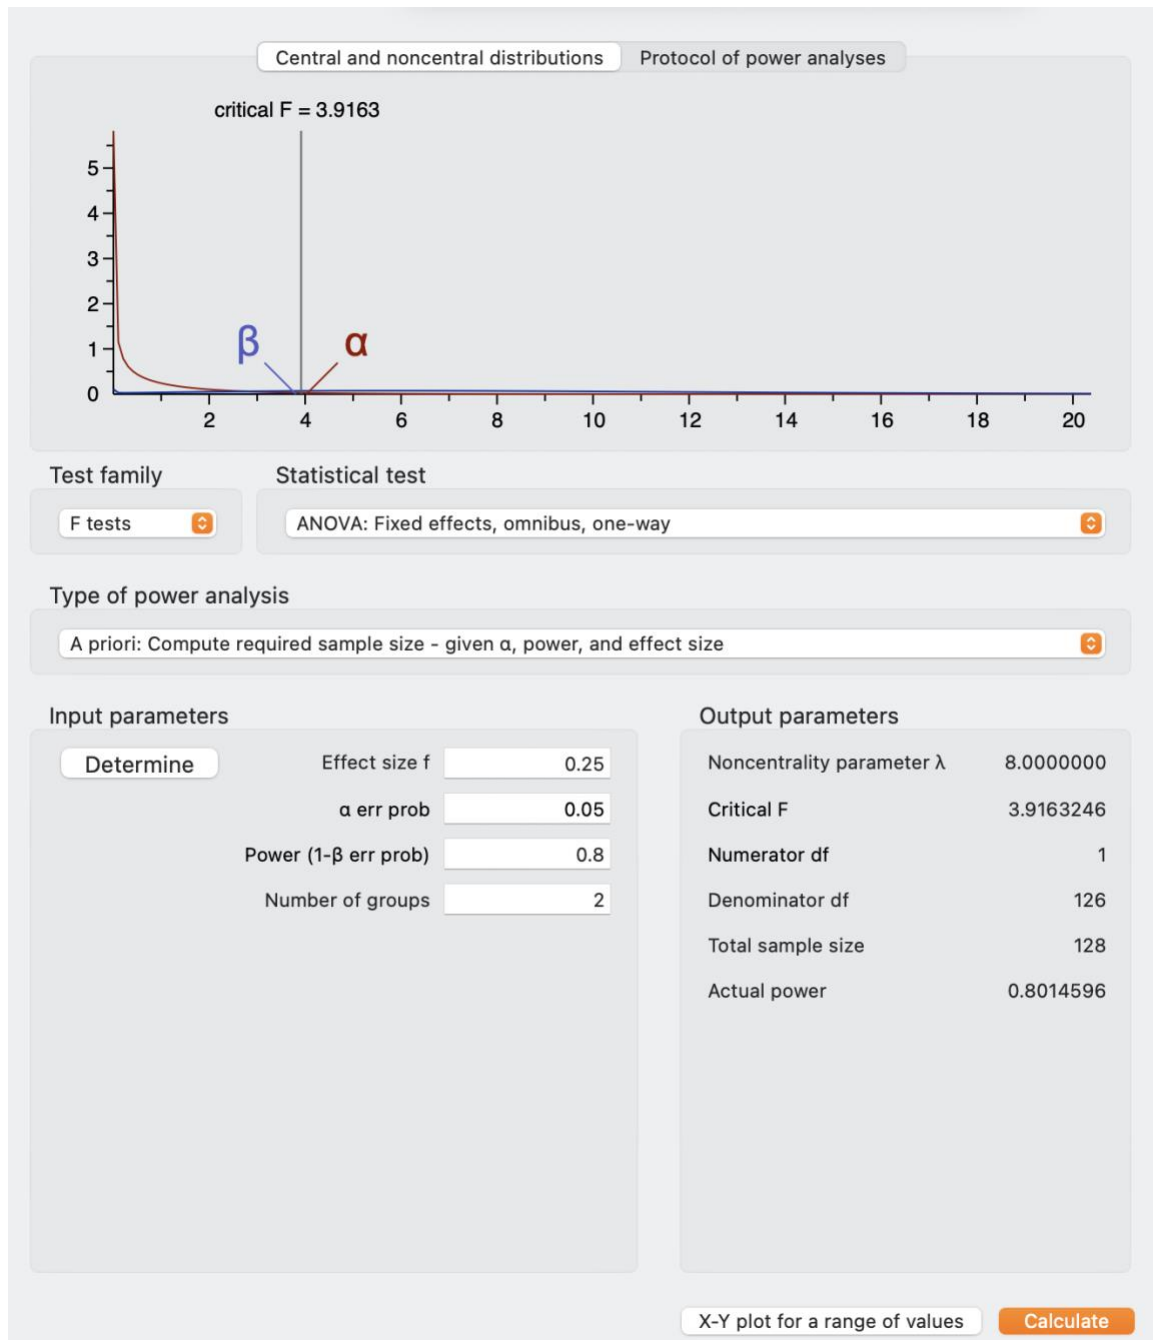 Central and noncentral distributions Protocol of power analyses
critical F = 3.9163
5
4
3
2
1
0
β α
2 4 6 8 10 12 14 16 18 20
Test family Statistical test
F tests ANOVA: Fixed effects, omnibus, one-way
Type of power analysis
A priori: Compute required sample size - given α, power, and effect size
Input parameters
Determine Effect size f 0.25
α err prob 0.05
Power (1-β err prob) 0.8
Number of groups 2
Output parameters
Noncentrality parameter λ 8.0000000
Critical F 3.9163246
Numerator df 1
Denominator df 126
Total sample size 128
Actual power 0.8014596
X-Y plot for a range of values Calculate